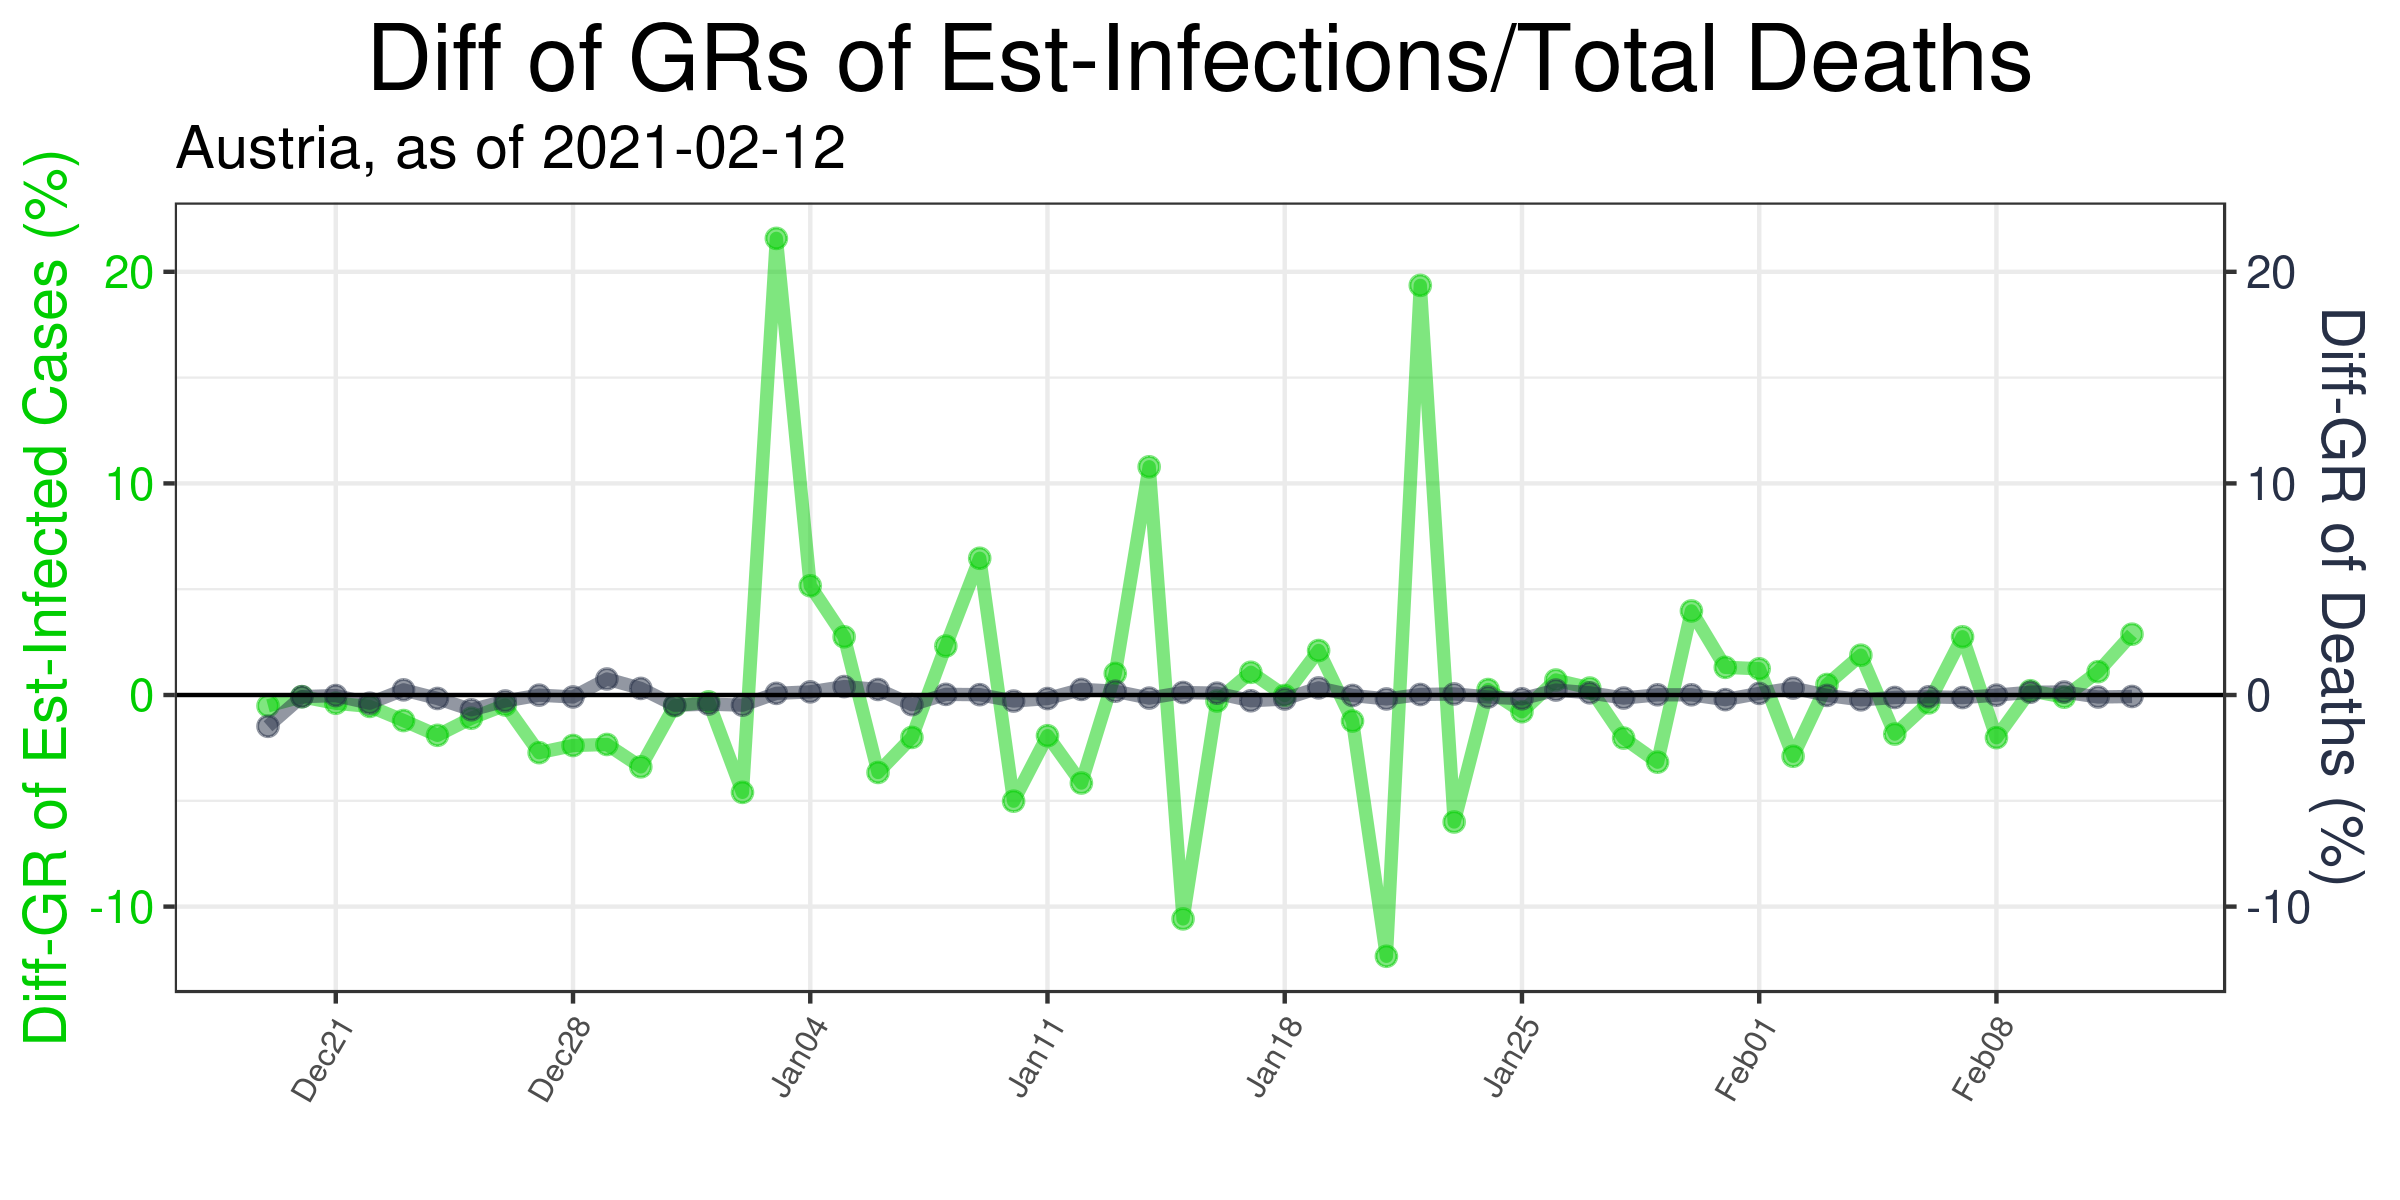 Diff of GRs of Est-Infections/Total Deaths
Austria, as of 2021-02-12
Diff-GR of Est-Infected Cases (%)
20
10
0
-10
20
10
0
-10
Diff-GR of Deaths (%)
Dec21
Dec28
Jan04
Jan11
Jan18
Jan25
Feb01
Feb08